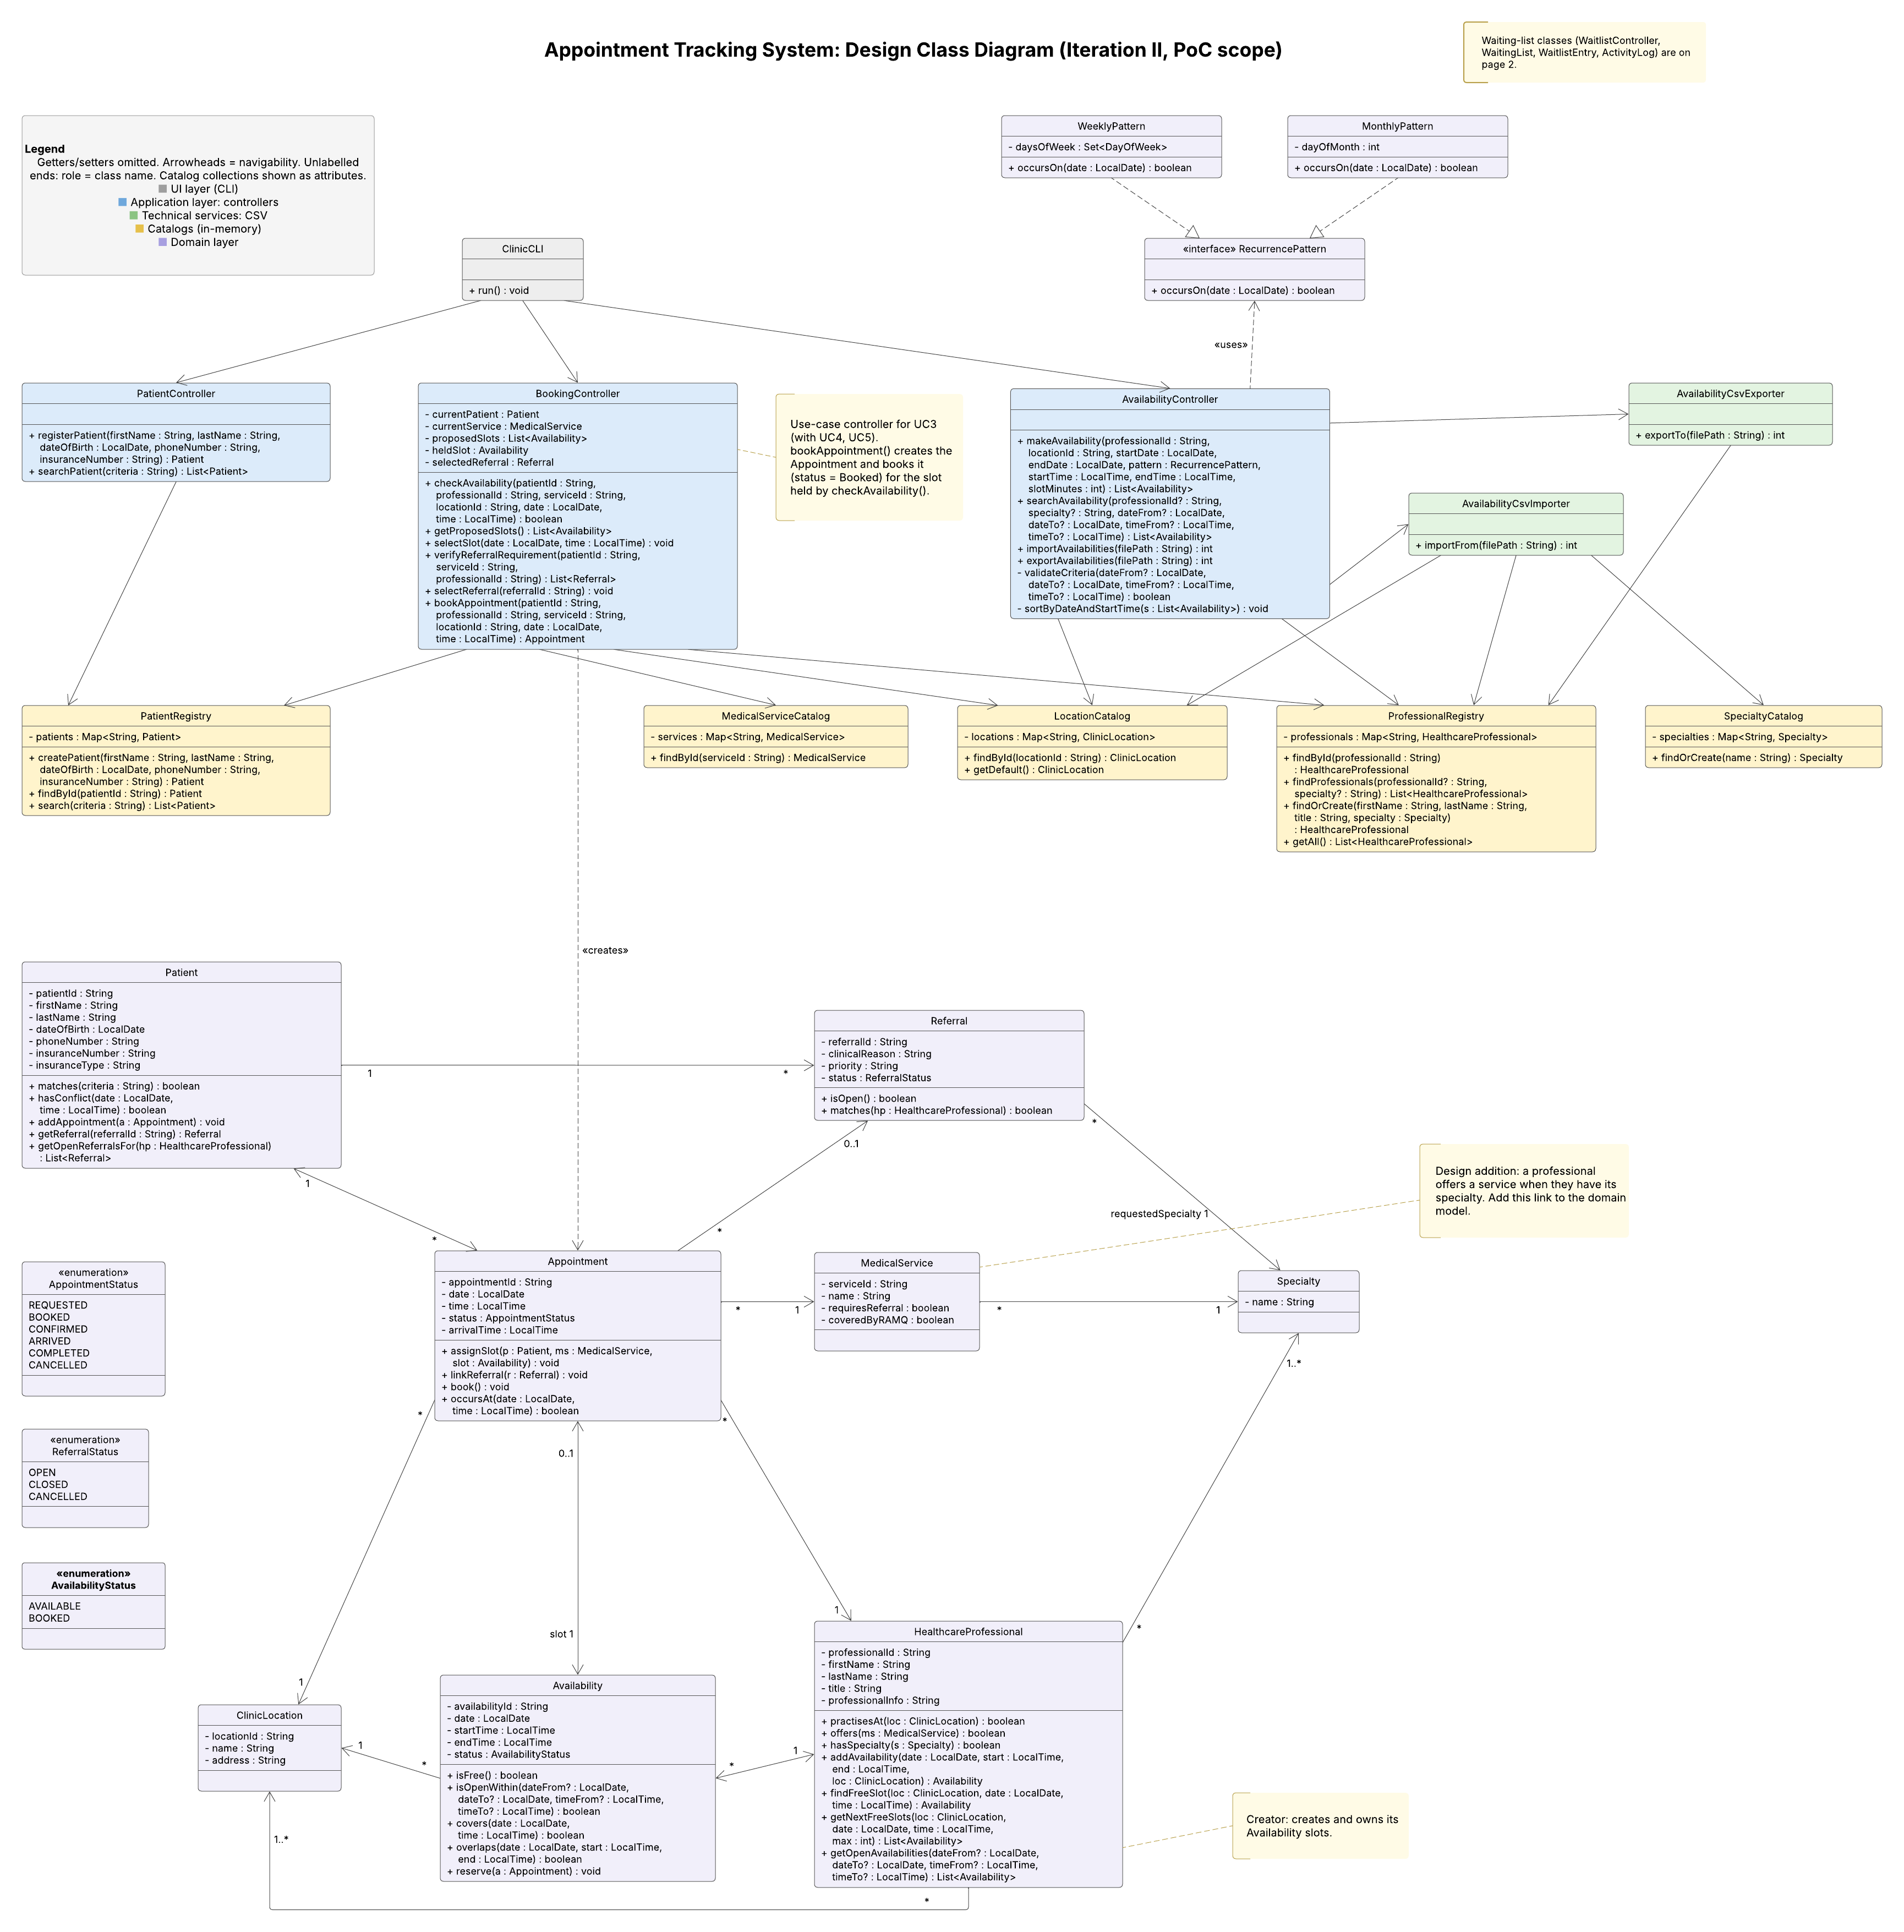 Appointment Tracking System: Design Class Diagram (Iteration II, PoC scope)
Waiting-list classes (WaitlistController,
WaitingList, WaitlistEntry, ActivityLog) are on
page 2.
Legend
Getters/setters omitted. Arrowheads = navigability. Unlabelled
ends: role = class name. Catalog collections shown as attributes.
UI layer (CLI)
Application layer: controllers
Technical services: CSV
Catalogs (in-memory)
Domain layer
WeeklyPattern
- daysOfWeek : Set<DayOfWeek>
+ occursOn(date : LocalDate) : boolean
MonthlyPattern
- dayOfMonth : int
+ occursOn(date : LocalDate) : boolean
ClinicCLI
+ run() : void
«interface» RecurrencePattern
+ occursOn(date : LocalDate) : boolean
«uses»
PatientController
+ registerPatient(firstName : String, lastName : String,
dateOfBirth : LocalDate, phoneNumber : String,
insuranceNumber : String) : Patient
+ searchPatient(criteria : String) : List<Patient>
BookingController
- currentPatient : Patient
- currentService : MedicalService
- proposedSlots : List<Availability>
- heldSlot : Availability
- selectedReferral : Referral
+ checkAvailability(patientId : String,
professionalId : String, serviceId : String,
locationId : String, date : LocalDate,
time : LocalTime) : boolean
+ getProposedSlots() : List<Availability>
+ selectSlot(date : LocalDate, time : LocalTime) : void
+ verifyReferralRequirement(patientId : String,
serviceId : String,
professionalId : String) : List<Referral>
+ selectReferral(referralId : String) : void
+ bookAppointment(patientId : String,
professionalId : String, serviceId : String,
locationId : String, date : LocalDate,
time : LocalTime) : Appointment
Use-case controller for UC3
(with UC4, UC5).
bookAppointment() creates the
Appointment and books it
(status = Booked) for the slot
held by checkAvailability().
AvailabilityController
+ makeAvailability(professionalId : String,
locationId : String, startDate : LocalDate,
endDate : LocalDate, pattern : RecurrencePattern,
startTime : LocalTime, endTime : LocalTime,
slotMinutes : int) : List<Availability>
+ searchAvailability(professionalId? : String,
specialty? : String, dateFrom? : LocalDate,
dateTo? : LocalDate, timeFrom? : LocalTime,
timeTo? : LocalTime) : List<Availability>
+ importAvailabilities(filePath : String) : int
+ exportAvailabilities(filePath : String) : int
- validateCriteria(dateFrom? : LocalDate,
dateTo? : LocalDate, timeFrom? : LocalTime,
timeTo? : LocalTime) : boolean
- sortByDateAndStartTime(s : List<Availability>) : void
AvailabilityCsvExporter
+ exportTo(filePath : String) : int
AvailabilityCsvImporter
+ importFrom(filePath : String) : int
PatientRegistry
- patients : Map<String, Patient>
+ createPatient(firstName : String, lastName : String,
dateOfBirth : LocalDate, phoneNumber : String,
insuranceNumber : String) : Patient
+ findById(patientId : String) : Patient
+ search(criteria : String) : List<Patient>
MedicalServiceCatalog
- services : Map<String, MedicalService>
+ findById(serviceId : String) : MedicalService
LocationCatalog
- locations : Map<String, ClinicLocation>
+ findById(locationId : String) : ClinicLocation
+ getDefault() : ClinicLocation
ProfessionalRegistry
- professionals : Map<String, HealthcareProfessional>
+ findById(professionalId : String)
: HealthcareProfessional
+ findProfessionals(professionalId? : String,
specialty? : String) : List<HealthcareProfessional>
+ findOrCreate(firstName : String, lastName : String,
title : String, specialty : Specialty)
: HealthcareProfessional
+ getAll() : List<HealthcareProfessional>
SpecialtyCatalog
- specialties : Map<String, Specialty>
+ findOrCreate(name : String) : Specialty
«creates»
Patient
- patientId : String
- firstName : String
- lastName : String
- dateOfBirth : LocalDate
- phoneNumber : String
- insuranceNumber : String
- insuranceType : String
+ matches(criteria : String) : boolean
+ hasConflict(date : LocalDate,
time : LocalTime) : boolean
+ addAppointment(a : Appointment) : void
+ getReferral(referralId : String) : Referral
+ getOpenReferralsFor(hp : HealthcareProfessional)
: List<Referral>
1
*
Referral
- referralId : String
- clinicalReason : String
- priority : String
- status : ReferralStatus
+ isOpen() : boolean
+ matches(hp : HealthcareProfessional) : boolean
*
0..1
1
*
*
requestedSpecialty 1
Design addition: a professional
offers a service when they have its
specialty. Add this link to the domain
model.
«enumeration»
AppointmentStatus
REQUESTED
BOOKED
CONFIRMED
ARRIVED
COMPLETED
CANCELLED
Appointment
- appointmentId : String
- date : LocalDate
- time : LocalTime
- status : AppointmentStatus
- arrivalTime : LocalTime
+ assignSlot(p : Patient, ms : MedicalService,
slot : Availability) : void
+ linkReferral(r : Referral) : void
+ book() : void
+ occursAt(date : LocalDate,
time : LocalTime) : boolean
*
1
MedicalService
- serviceId : String
- name : String
- requiresReferral : boolean
- coveredByRAMQ : boolean
*
1
Specialty
- name : String
1..*
*
*
0..1
«enumeration»
ReferralStatus
OPEN
CLOSED
CANCELLED
«enumeration»
AvailabilityStatus
AVAILABLE
BOOKED
slot 1
1
*
1
ClinicLocation
- locationId : String
- name : String
- address : String
1
*
Availability
- availabilityId : String
- date : LocalDate
- startTime : LocalTime
- endTime : LocalTime
- status : AvailabilityStatus
+ isFree() : boolean
+ isOpenWithin(dateFrom? : LocalDate,
dateTo? : LocalDate, timeFrom? : LocalTime,
timeTo? : LocalTime) : boolean
+ covers(date : LocalDate,
time : LocalTime) : boolean
+ overlaps(date : LocalDate, start : LocalTime,
end : LocalTime) : boolean
+ reserve(a : Appointment) : void
*
1
HealthcareProfessional
- professionalId : String
- firstName : String
- lastName : String
- title : String
- professionalInfo : String
+ practisesAt(loc : ClinicLocation) : boolean
+ offers(ms : MedicalService) : boolean
+ hasSpecialty(s : Specialty) : boolean
+ addAvailability(date : LocalDate, start : LocalTime,
end : LocalTime,
loc : ClinicLocation) : Availability
+ findFreeSlot(loc : ClinicLocation, date : LocalDate,
time : LocalTime) : Availability
+ getNextFreeSlots(loc : ClinicLocation,
date : LocalDate, time : LocalTime,
max : int) : List<Availability>
+ getOpenAvailabilities(dateFrom? : LocalDate,
dateTo? : LocalDate, timeFrom? : LocalTime,
timeTo? : LocalTime) : List<Availability>
Creator: creates and owns its
Availability slots.
1..*
*